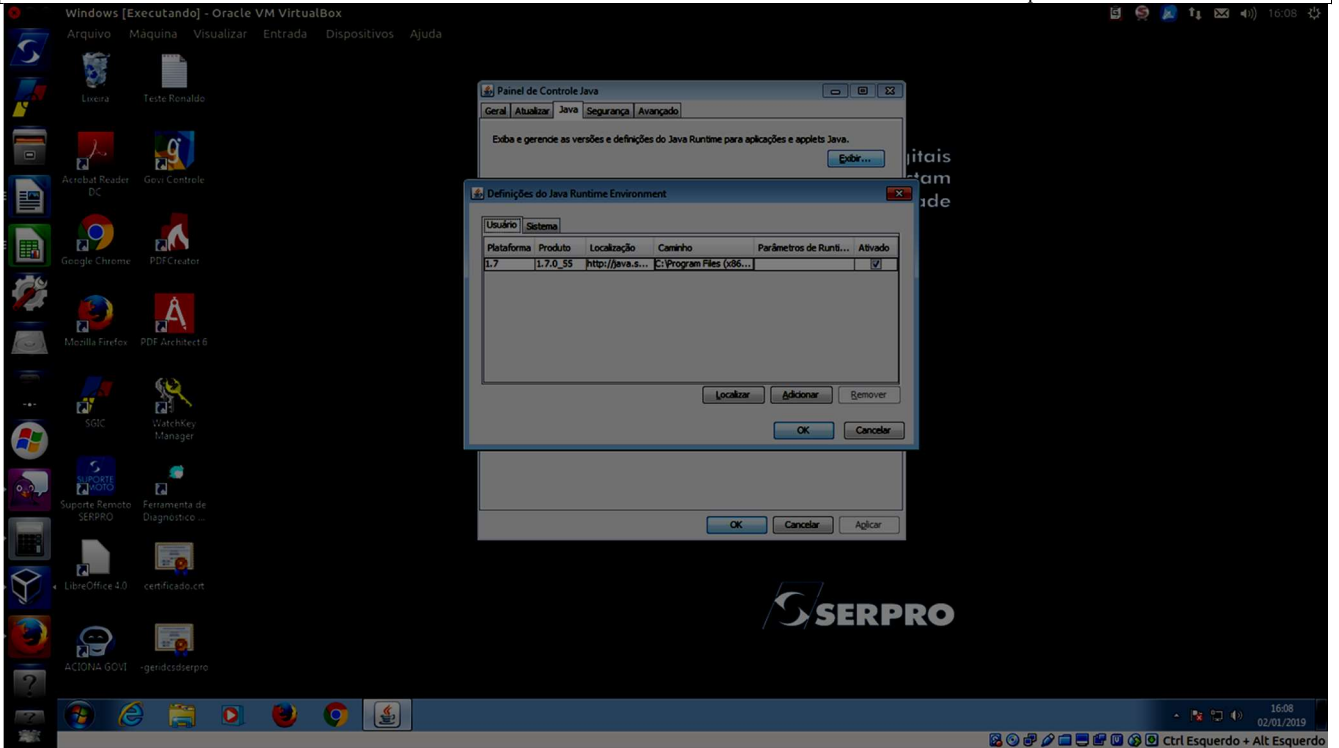 Windows [Executando] - Oracle VM VirtualBox
16:08
Arquivo Máquina Visualizar Entrada Dispositivos Ajuda
Lixeira
Teste Ronaldo
Painel de Controle Java
Geral Atualizar Java Segurança Avançado
Exiba e gerencie as versões e definições do Java Runtime para aplicações e applets Java.
Exibir...
Acrobat Reader DC
Govi Controle
Definições do Java Runtime Environment
Usuário Sistema
Plataforma Produto Localização Caminho Parâmetros de Runti... Ativado
1.7 1.7.0_55 http://java.s... C:\Program Files (x86...
Google Chrome
PDFCreator
Mozilla Firefox
PDF Architect 6
Localizar Adicionar Remover
OK Cancelar
SGIC
WatchKey Manager
SUPORTE
Suporte Remoto SERPRO
Ferramenta de Diagnóstico ...
OK Cancelar Aplicar
LibreOffice 4.0
certificado.crt
SERPRO
ACIONA GOVI
-geridcsdserpro
16:08
02/01/2019
Ctrl Esquerdo + Alt Esquerdo